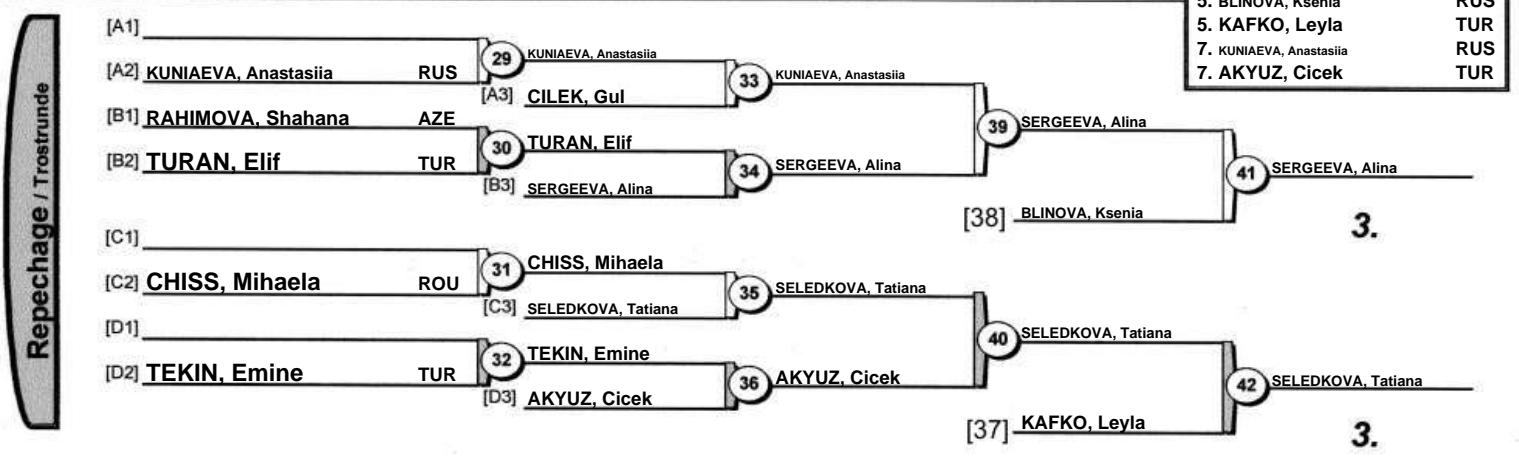 5. BLINOVA, Ksenia RUS
5. KAFKO, Leyla TUR
7. KUNIAEVA, Anastasiia RUS
7. AKYUZ, Cicek TUR
Repechage / Trostrunde
[A1]
[A2] KUNIAEVA, Anastasiia RUS
29
KUNIAEVA, Anastasiia
[A3] CILEK, Gul
33
KUNIAEVA, Anastasiia
[B1] RAHIMOVA, Shahana AZE
[B2] TURAN, Elif TUR
30
TURAN, Elif
[B3] SERGEEVA, Alina
34
SERGEEVA, Alina
39
SERGEEVA, Alina
[38] BLINOVA, Ksenia
41
SERGEEVA, Alina
3.
[C1]
[C2] CHISS, Mihaela ROU
31
CHISS, Mihaela
[C3] SELEDKOVA, Tatiana
35
SELEDKOVA, Tatiana
[D1]
[D2] TEKIN, Emine TUR
32
TEKIN, Emine
[D3] AKYUZ, Cicek
36
AKYUZ, Cicek
40
SELEDKOVA, Tatiana
[37] KAFKO, Leyla
42
SELEDKOVA, Tatiana
3.